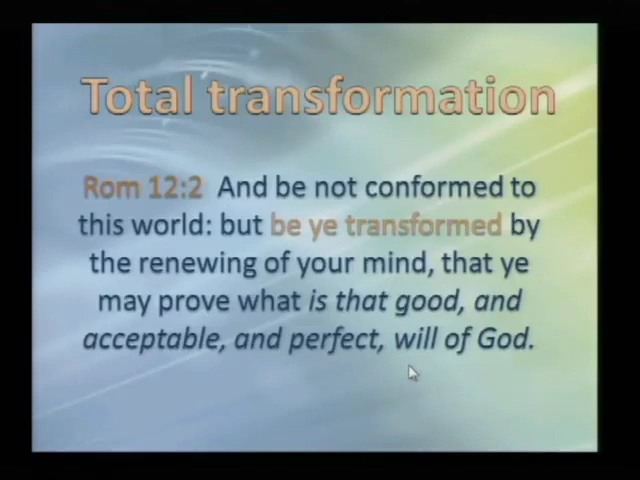 Total transformation
Rom 12:2 And be not conformed to
this world: but be ye transformed by
the renewing of your mind, that ye
may prove what is that good, and
acceptable, and perfect, will of God.